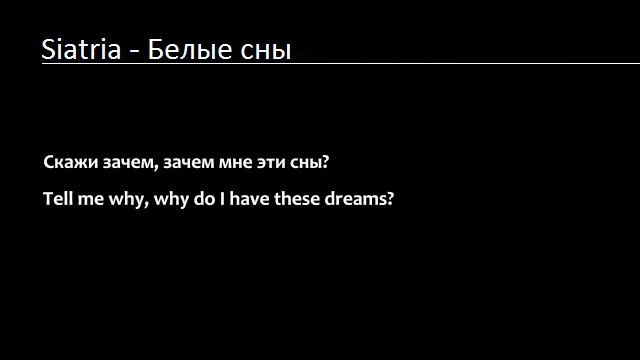 Siatria - Белые сны
Скажи зачем, зачем мне эти сны?
Tell me why, why do I have these dreams?